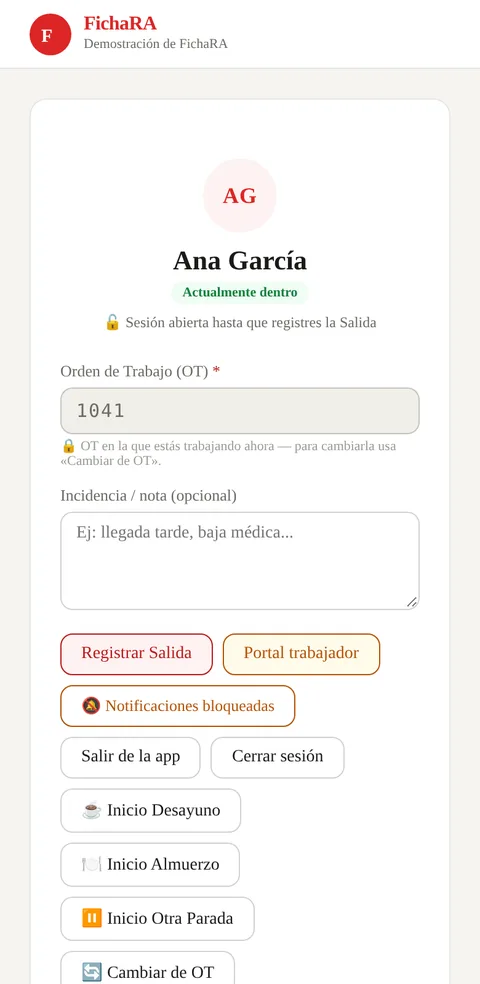 F
FichaRA
Demostración de FichaRA
AG
Ana García
Actualmente dentro
🔓 Sesión abierta hasta que registres la Salida
Orden de Trabajo (OT) *
1041
🔒 OT en la que estás trabajando ahora — para cambiarla usa
«Cambiar de OT».
Incidencia / nota (opcional)
Ej: llegada tarde, baja médica...
Registrar Salida
Portal trabajador
🔕 Notificaciones bloqueadas
Salir de la app
Cerrar sesión
☕ Inicio Desayuno
🍽️ Inicio Almuerzo
⏸️ Inicio Otra Parada
🔄 Cambiar de OT